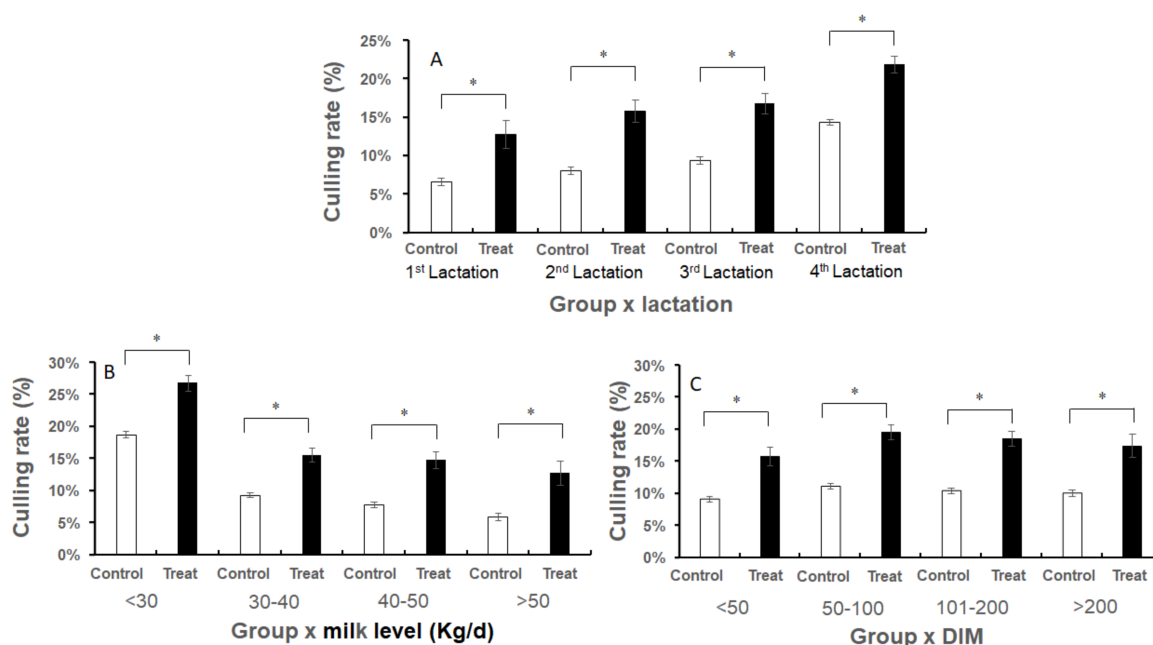 A
Culling rate (%)
25%
20%
15%
10%
5%
0%
* * * *
Control Treat Control Treat Control Treat Control Treat
1st Lactation 2nd Lactation 3rd Lactation 4th Lactation
Group x lactation
B
Culling rate (%)
30%
25%
20%
15%
10%
5%
0%
* * * *
Control Treat Control Treat Control Treat Control Treat
<30 30-40 40-50 >50
Group x milk level (Kg/d)
C
Culling rate (%)
30%
25%
20%
15%
10%
5%
0%
* * * *
Control Treat Control Treat Control Treat Control Treat
<50 50-100 101-200 >200
Group x DIM